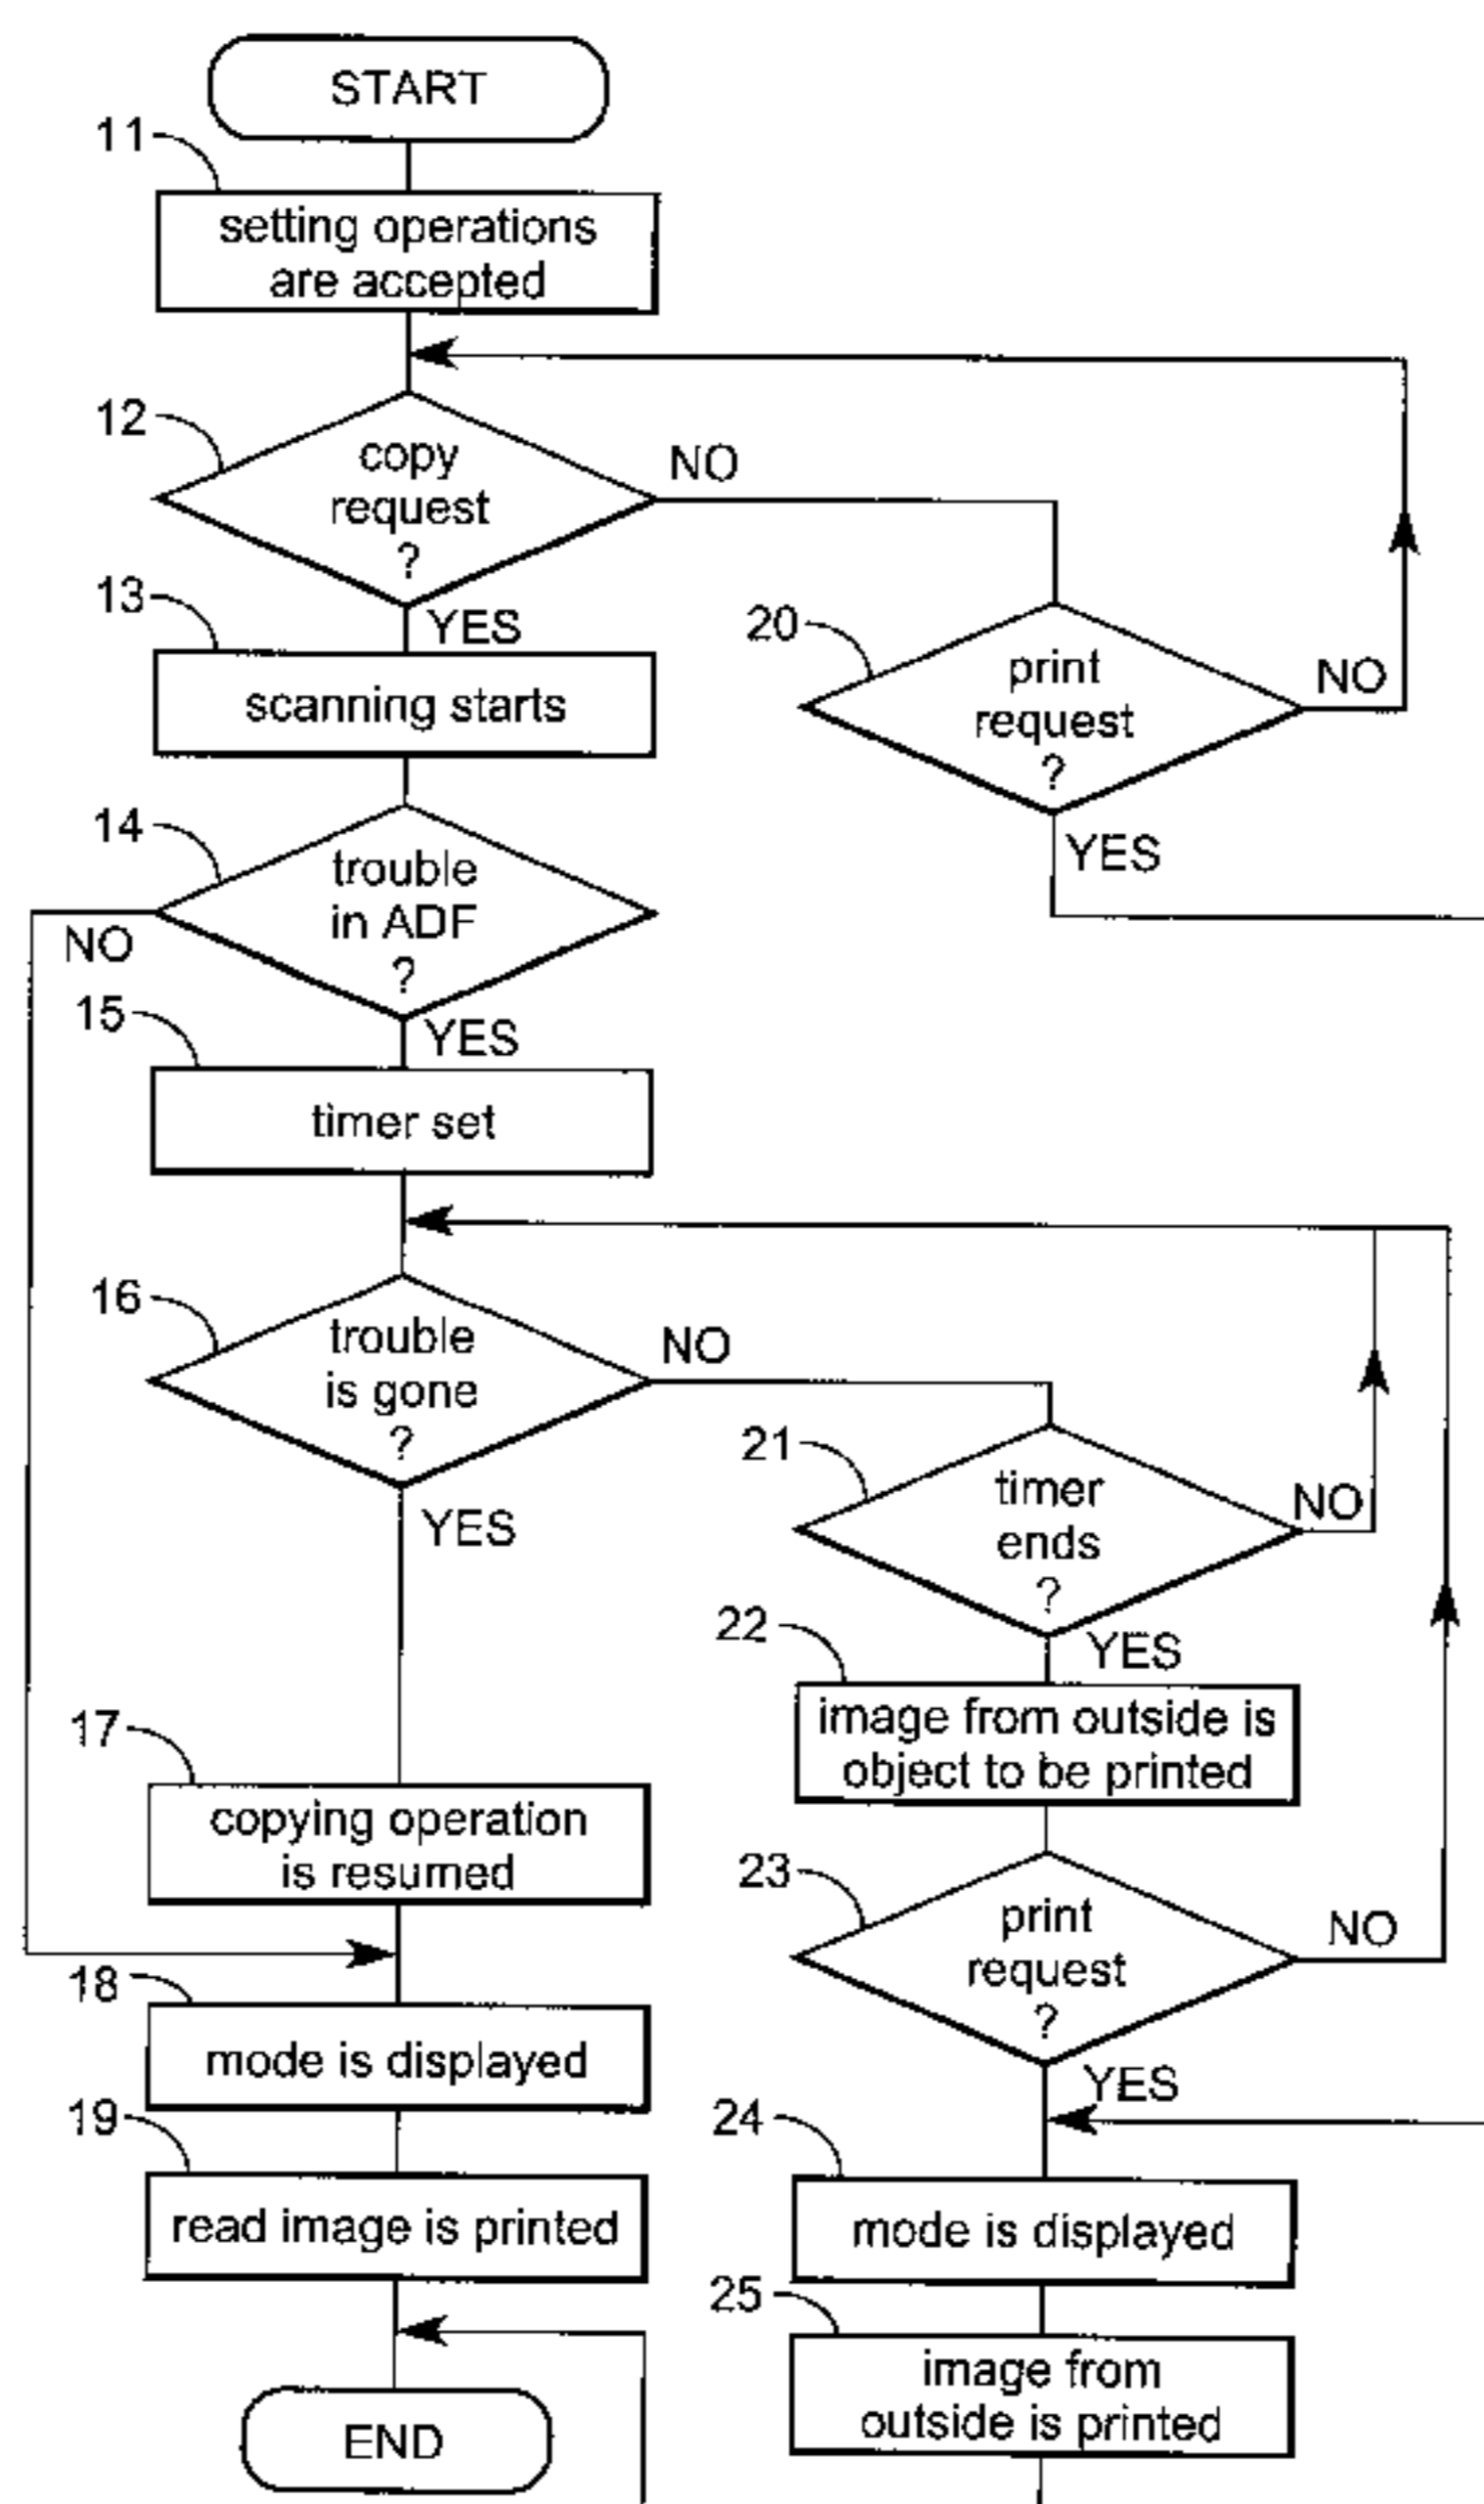 START
11
setting operations
are accepted
12
copy
request
?
NO
YES
13
scanning starts
20
print
request
?
NO
YES
14
trouble
in ADF
?
NO
YES
15
timer set
16
trouble
is gone
?
NO
YES
21
timer
ends
?
NO
YES
22
image from outside is
object to be printed
17
copying operation
is resumed
23
print
request
?
NO
YES
18
mode is displayed
19
read image is printed
24
mode is displayed
25
image from
outside is printed
END